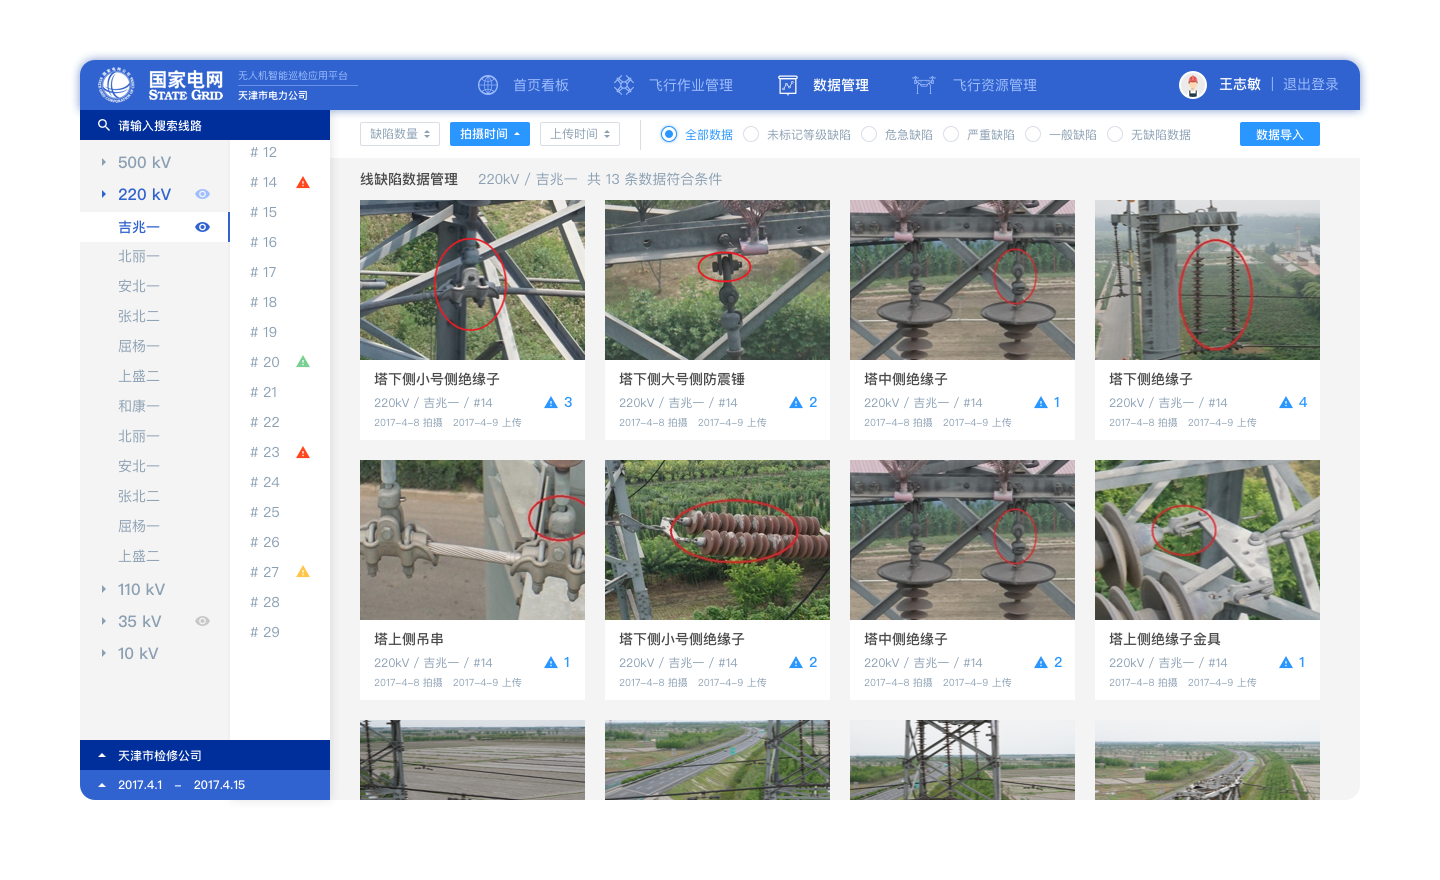 国家电网
STATE GRID
无人机智能巡检应用平台
天津市电力公司
首页看板
飞行作业管理
数据管理
飞行资源管理
王志敏 | 退出登录
请输入搜索线路
500 kV
220 kV
吉兆一
北丽一
安北一
张北二
屈杨一
上盛二
和康一
北丽一
安北一
张北二
屈杨一
上盛二
110 kV
35 kV
10 kV
# 12
# 14
# 15
# 16
# 17
# 18
# 19
# 20
# 21
# 22
# 23
# 24
# 25
# 26
# 27
# 28
# 29
天津市检修公司
2017.4.1 – 2017.4.15
缺陷数量
拍摄时间
上传时间
全部数据
未标记等级缺陷
危急缺陷
严重缺陷
一般缺陷
无缺陷数据
数据导入
线缺陷数据管理 220kV / 吉兆一 共 13 条数据符合条件
塔下侧小号侧绝缘子
220kV / 吉兆一 / #14 3
2017-4-8 拍摄 2017-4-9 上传
塔下侧大号侧防震锤
220kV / 吉兆一 / #14 2
2017-4-8 拍摄 2017-4-9 上传
塔中侧绝缘子
220kV / 吉兆一 / #14 1
2017-4-8 拍摄 2017-4-9 上传
塔下侧绝缘子
220kV / 吉兆一 / #14 4
2017-4-8 拍摄 2017-4-9 上传
塔上侧吊串
220kV / 吉兆一 / #14 1
2017-4-8 拍摄 2017-4-9 上传
塔下侧小号侧绝缘子
220kV / 吉兆一 / #14 2
2017-4-8 拍摄 2017-4-9 上传
塔中侧绝缘子
220kV / 吉兆一 / #14 2
2017-4-8 拍摄 2017-4-9 上传
塔上侧绝缘子金具
220kV / 吉兆一 / #14 1
2017-4-8 拍摄 2017-4-9 上传